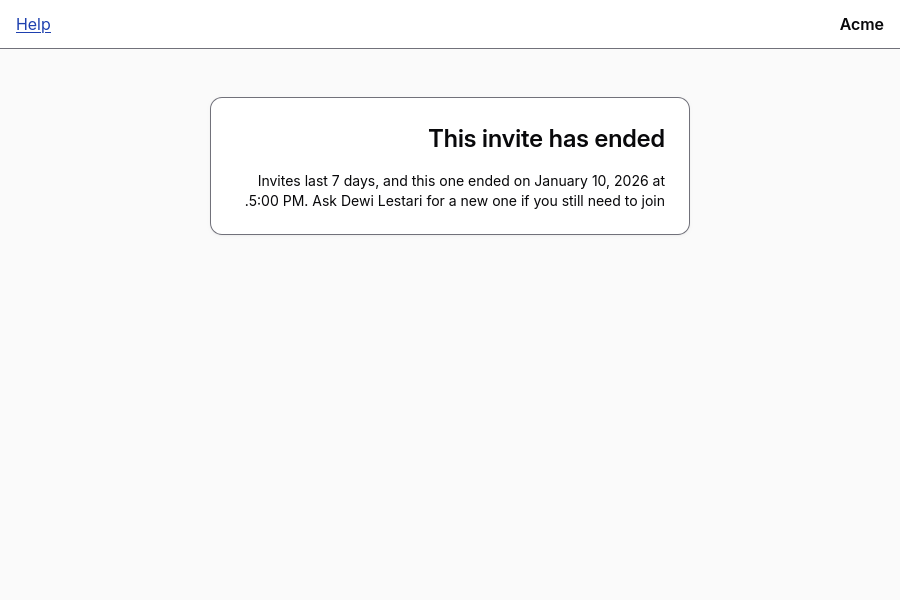 Acme
Help
This invite has ended
Invites last 7 days, and this one ended on January 10, 2026 at
5:00 PM. Ask Dewi Lestari for a new one if you still need to join.